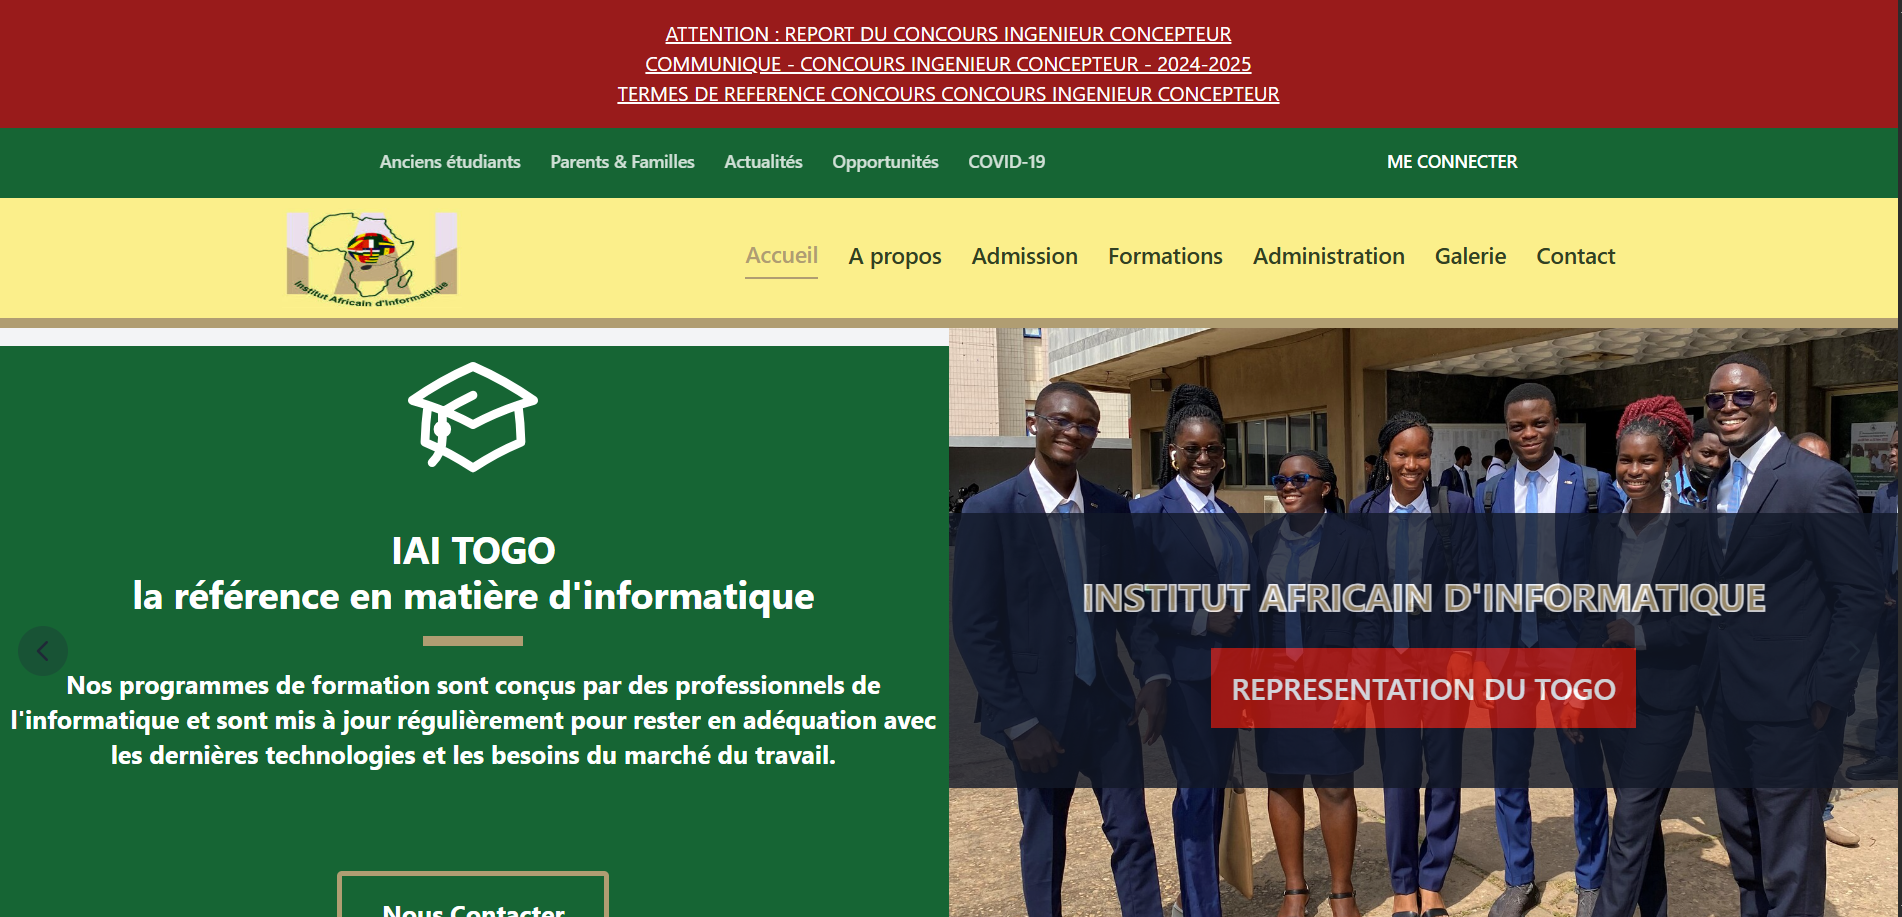 ATTENTION : REPORT DU CONCOURS INGENIEUR CONCEPTEUR
COMMUNIQUE - CONCOURS INGENIEUR CONCEPTEUR - 2024-2025
TERMES DE REFERENCE CONCOURS CONCOURS INGENIEUR CONCEPTEUR
Anciens étudiants Parents & Familles Actualités Opportunités COVID-19 ME CONNECTER
Institut Africain d'Informatique
Accueil A propos Admission Formations Administration Galerie Contact
IAI TOGO
la référence en matière d'informatique
Nos programmes de formation sont conçus par des professionnels de
l'informatique et sont mis à jour régulièrement pour rester en adéquation avec
les dernières technologies et les besoins du marché du travail.
Nous Contacter
INSTITUT AFRICAIN D'INFORMATIQUE
REPRESENTATION DU TOGO